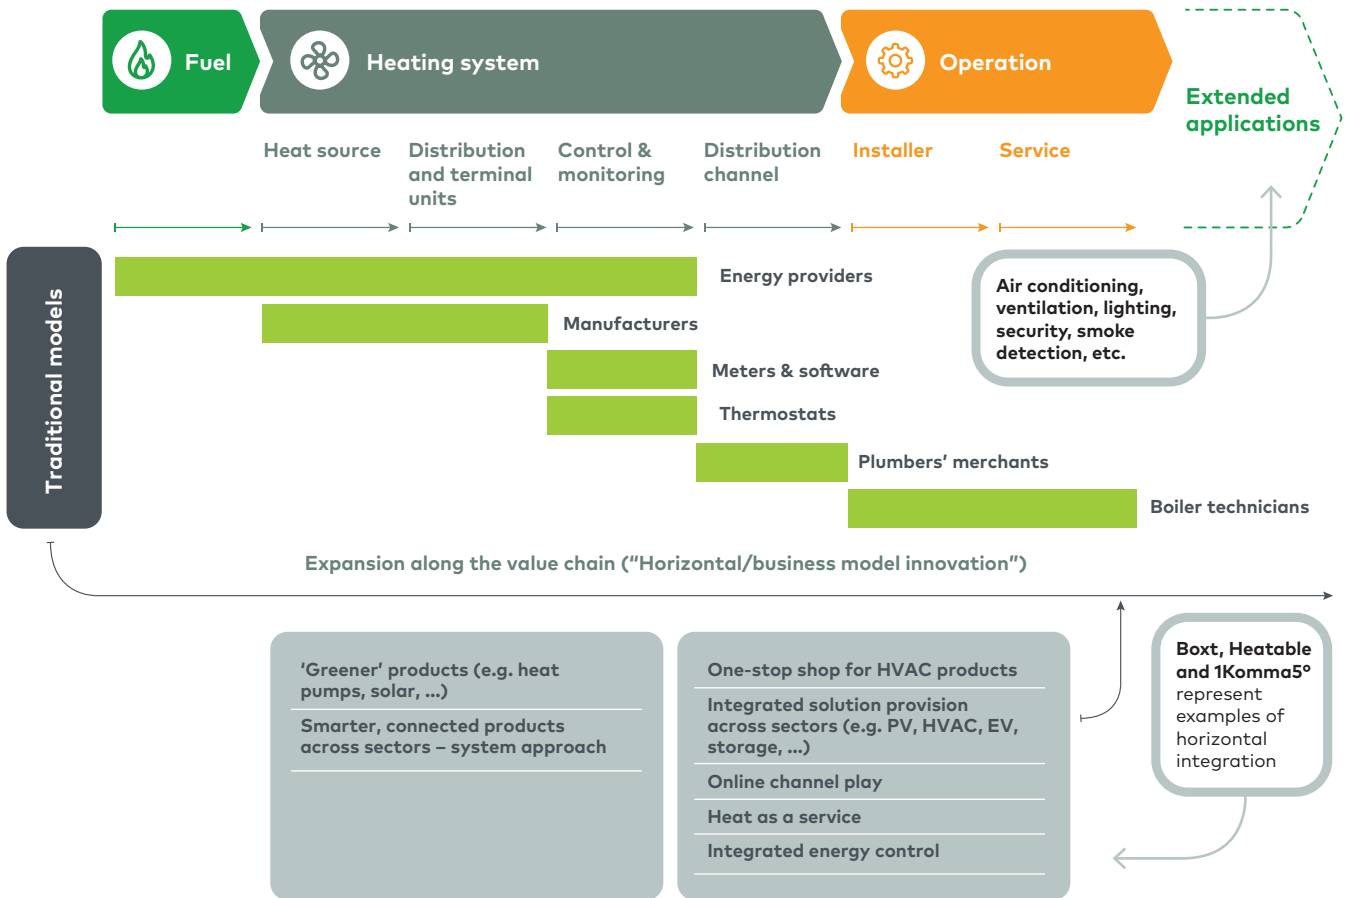 Fuel
Heating system
Operation
Extended
applications
Heat source
Distribution
and terminal
units
Control &
monitoring
Distribution
channel
Installer
Service
Traditional models
Energy providers
Manufacturers
Meters & software
Thermostats
Plumbers’ merchants
Boiler technicians
Air conditioning,
ventilation, lighting,
security, smoke
detection, etc.
Expansion along the value chain (“Horizontal/business model innovation”)
‘Greener’ products (e.g. heat
pumps, solar, ...)
Smarter, connected products
across sectors – system approach
One-stop shop for HVAC products
Integrated solution provision
across sectors (e.g. PV, HVAC, EV,
storage, ...)
Online channel play
Heat as a service
Integrated energy control
Boxt, Heatable
and 1Komma5°
represent
examples of
horizontal
integration